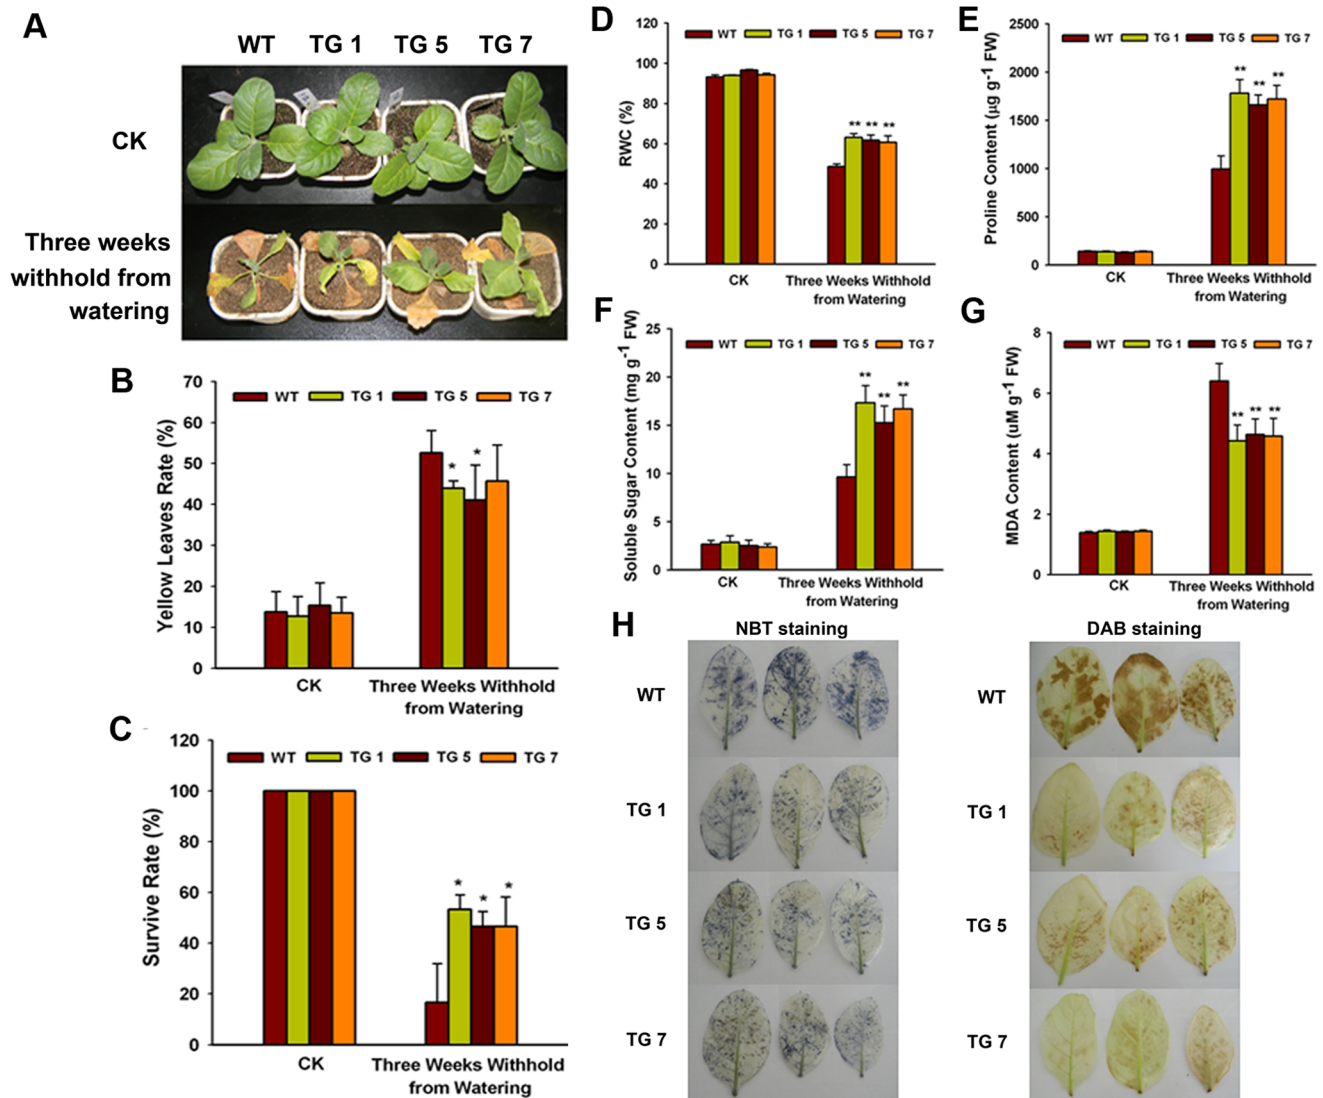 A
WT TG 1 TG 5 TG 7
CK
Three weeks
withhold from
watering
B
Yellow Leaves Rate (%)
WT TG 1 TG 5 TG 7
70
60
50
40
30
20
10
0
* *
CK Three Weeks Withhold
from Watering
C
Survive Rate (%)
WT TG 1 TG 5 TG 7
120
100
80
60
40
20
0
* * *
CK Three Weeks Withhold
from Watering
D
RWC (%)
WT TG 1 TG 5 TG 7
120
100
80
60
40
20
0
** ** **
CK Three Weeks Withhold
from Watering
E
Proline Content (µg g-1 FW)
WT TG 1 TG 5 TG 7
2500
2000
1500
1000
500
0
** ** **
CK Three Weeks Withhold
from Watering
F
Soluble Sugar Content (mg g-1 FW)
WT TG 1 TG 5 TG 7
25
20
15
10
5
0
** ** **
CK Three Weeks Withhold
from Watering
G
MDA Content (uM g-1 FW)
WT TG 1 TG 5 TG 7
8
6
4
2
0
** ** **
CK Three Weeks Withhold
from Watering
H
NBT staining DAB staining
WT WT
TG 1 TG 1
TG 5 TG 5
TG 7 TG 7